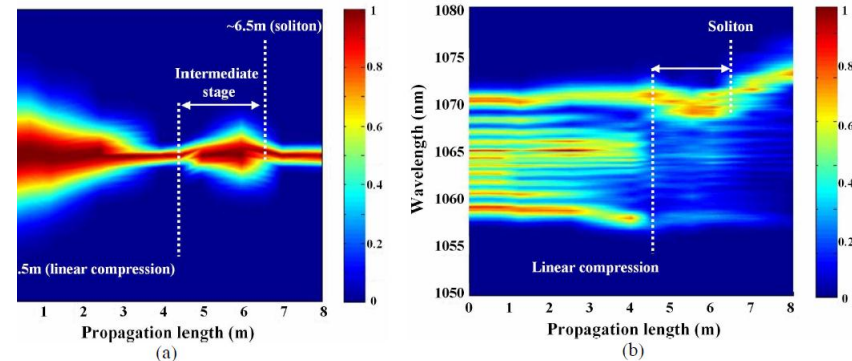 ~6.5m (soliton)
Intermediate
stage
.5m (linear compression)
1
0.8
0.6
0.4
0.2
0
1 2 3 4 5 6 7 8
Propagation length (m)
(a)
Soliton
Linear compression
Wavelength (nm)
1080
1075
1070
1065
1060
1055
1050
0 1 2 3 4 5 6 7 8
Propagation length (m)
(b)
1
0.8
0.6
0.4
0.2
0